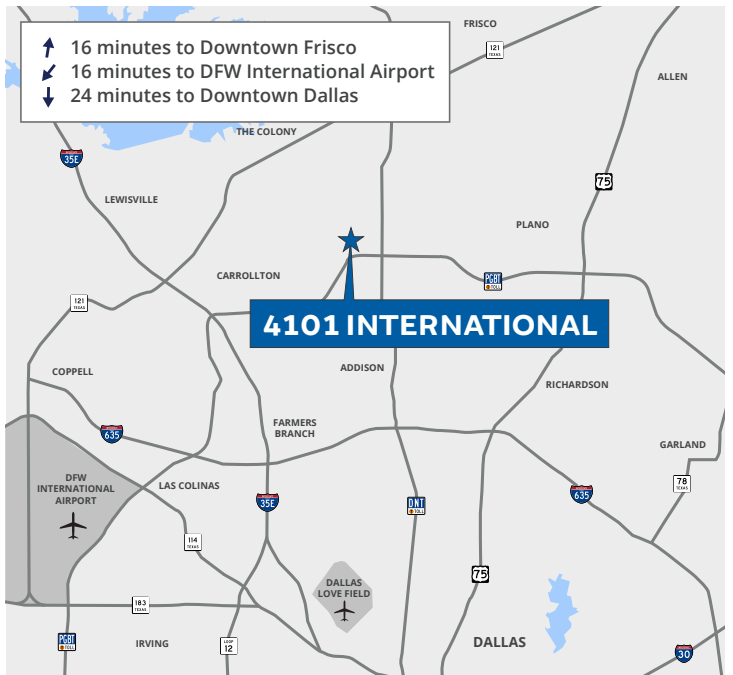 FRISCO
121
TEXAS
16 minutes to Downtown Frisco
16 minutes to DFW International Airport
24 minutes to Downtown Dallas
ALLEN
THE COLONY
35E
75
LEWISVILLE
PLANO
CARROLLTON
PGBT
TOLL
121
TEXAS
4101 INTERNATIONAL
COPPELL
ADDISON
RICHARDSON
FARMERS
BRANCH
635
GARLAND
DFW
INTERNATIONAL
AIRPORT
LAS COLINAS
78
TEXAS
35E
DNT
TOLL
635
114
TEXAS
75
DALLAS
LOVE FIELD
183
TEXAS
PGBT
TOLL
IRVING
LOOP
12
DALLAS
30